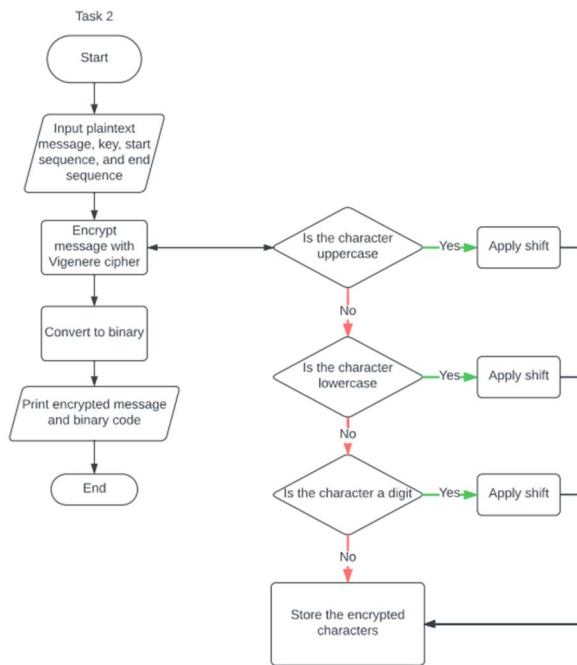 Task 2
Start
Input plaintext
message, key, start
sequence, and end
sequence
Encrypt
message with
Vigenere cipher
Is the character
uppercase
Yes
Apply shift
No
Convert to binary
Is the character
lowercase
Yes
Apply shift
Print encrypted message
and binary code
No
End
Is the character a digit
Yes
Apply shift
No
Store the encrypted
characters